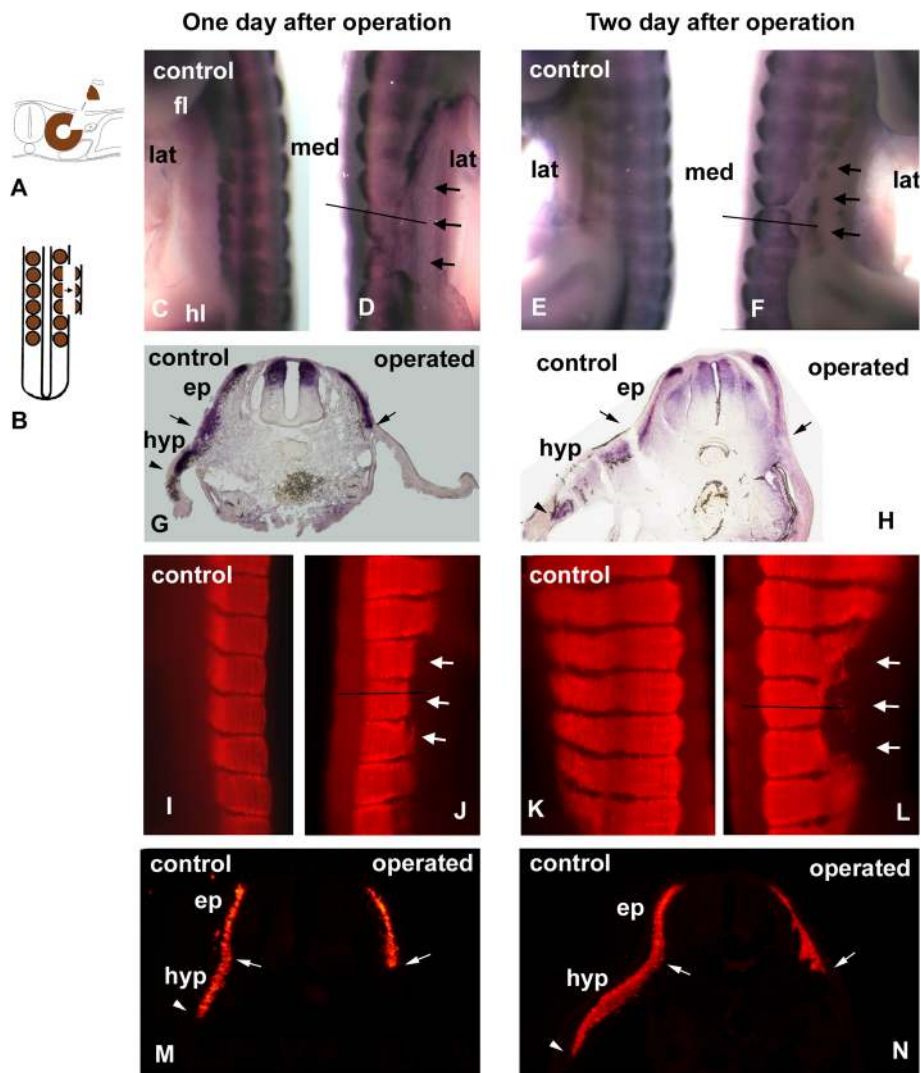 One day after operation
Two day after operation
A
B
control
fl
lat
C
hl
med
lat
D
control
lat
E
med
lat
F
control
operated
ep
hyp
G
control
operated
ep
hyp
H
control
I
J
control
K
L
control
operated
ep
hyp
M
control
operated
ep
hyp
N